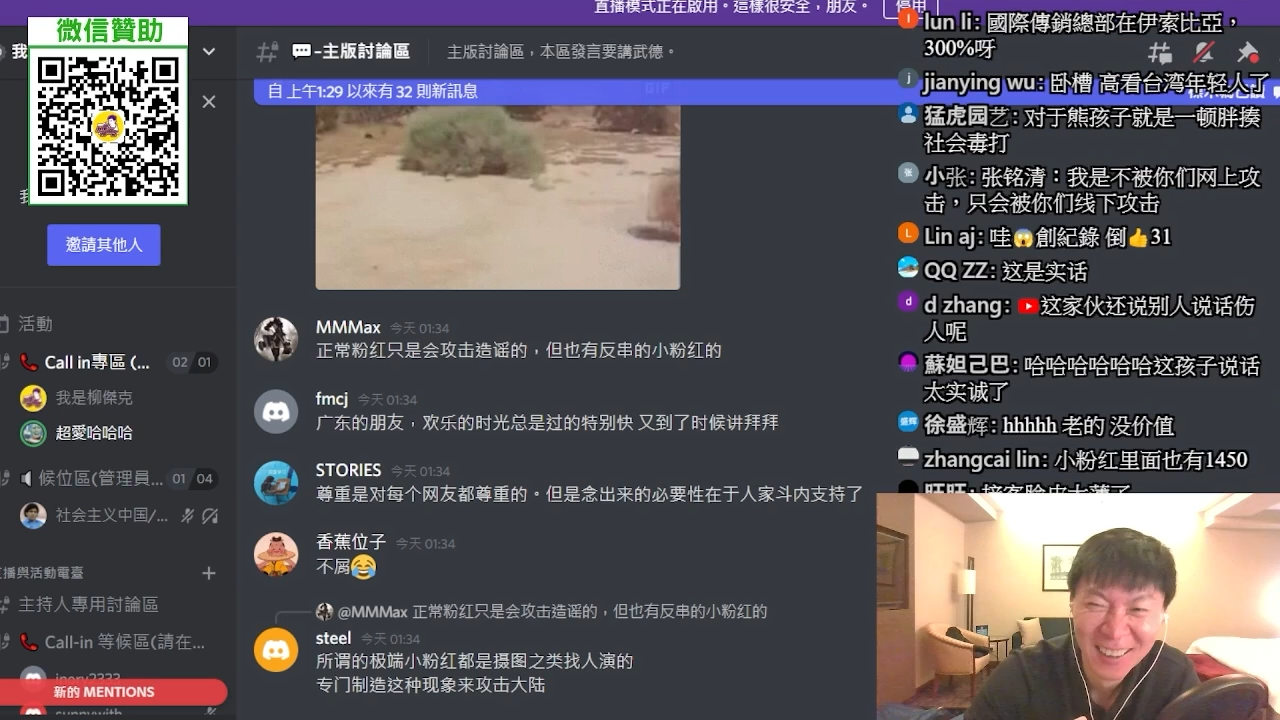 直播模式正在啟用。這樣很安全，朋友。
停用
微信贊助
我
💬-主版討論區
主版討論區，本區發言要講武德。
自 上午1:29 以來有 32 則新訊息
GIF
邀請其他人
活動
Call in專區 (...
02 01
我是柳傑克
超愛哈哈哈
候位區(管理員...
01 04
社会主义中国/...
直播與活動電臺
主持人專用討論區
Call-in 等候區(請在...
新的 MENTIONS
MMMax 今天 01:34
正常粉红只是会攻击造谣的，但也有反串的小粉红的
fmcj 今天 01:34
广东的朋友，欢乐的时光总是过的特别快 又到了时候讲拜拜
STORIES 今天 01:34
尊重是对每个网友都尊重的。但是念出来的必要性在于人家斗内支持了
香蕉位子 今天 01:34
不屑😂
@MMMax 正常粉红只是会攻击造谣的，但也有反串的小粉红的
steel 今天 01:34
所谓的极端小粉红都是摄图之类找人演的
专门制造这种现象来攻击大陆
lun li: 國際傳銷總部在伊索比亞，
300%呀
jianying wu: 卧槽 高看台湾年轻人了
猛虎园艺: 对于熊孩子就是一顿胖揍
社会毒打
小张: 张铭清：我是不被你们网上攻
击，只会被你们线下攻击
Lin aj: 哇😱創紀錄 倒👍31
QQ ZZ: 这是实话
d zhang: 这家伙还说别人说话伤
人呢
蘇妲己巴: 哈哈哈哈哈哈这孩子说话
太实诚了
徐盛辉: hhhhh 老的 没价值
zhangcai lin: 小粉红里面也有1450